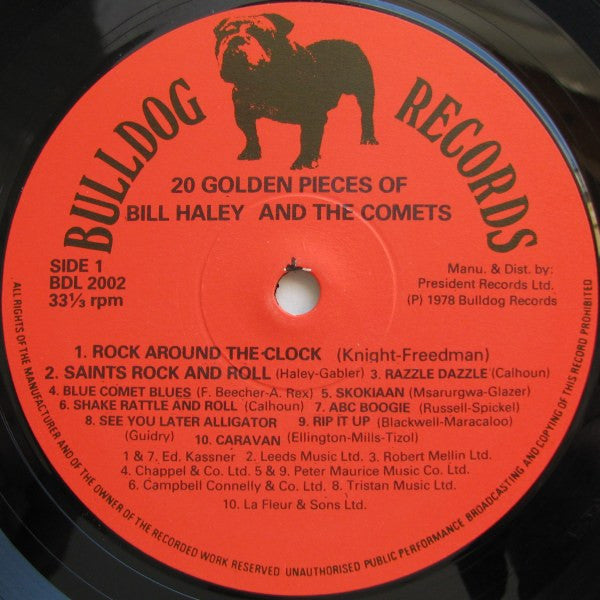 BULLDOG RECORDS
20 GOLDEN PIECES OF
BILL HALEY AND THE COMETS
SIDE 1
BDL 2002
33⅓ rpm
Manu. & Dist. by:
President Records Ltd.
(P) 1978 Bulldog Records
1. ROCK AROUND THE CLOCK (Knight-Freedman)
2. SAINTS ROCK AND ROLL (Haley-Gabler) 3. RAZZLE DAZZLE (Calhoun)
4. BLUE COMET BLUES (F. Beecher-A. Rex) 5. SKOKIAAN (Msarurgwa-Glazer)
6. SHAKE RATTLE AND ROLL (Calhoun) 7. ABC BOOGIE (Russell-Spickel)
8. SEE YOU LATER ALLIGATOR 9. RIP IT UP (Blackwell-Maracaloo)
(Guidry)
10. CARAVAN (Ellington-Mills-Tizol)
1 & 7. Ed. Kassner 2. Leeds Music Ltd. 3. Robert Mellin Ltd.
4. Chappel & Co. Ltd. 5 & 9. Peter Maurice Music Co. Ltd.
6. Campbell Connelly & Co. Ltd. 8. Tristan Music Ltd.
10. La Fleur & Sons Ltd.
ALL RIGHTS OF THE MANUFACTURER AND OF THE OWNER OF THE RECORDED WORK RESERVED UNAUTHORISED PUBLIC PERFORMANCE BROADCASTING AND COPYING OF THIS RECORD PROHIBITED